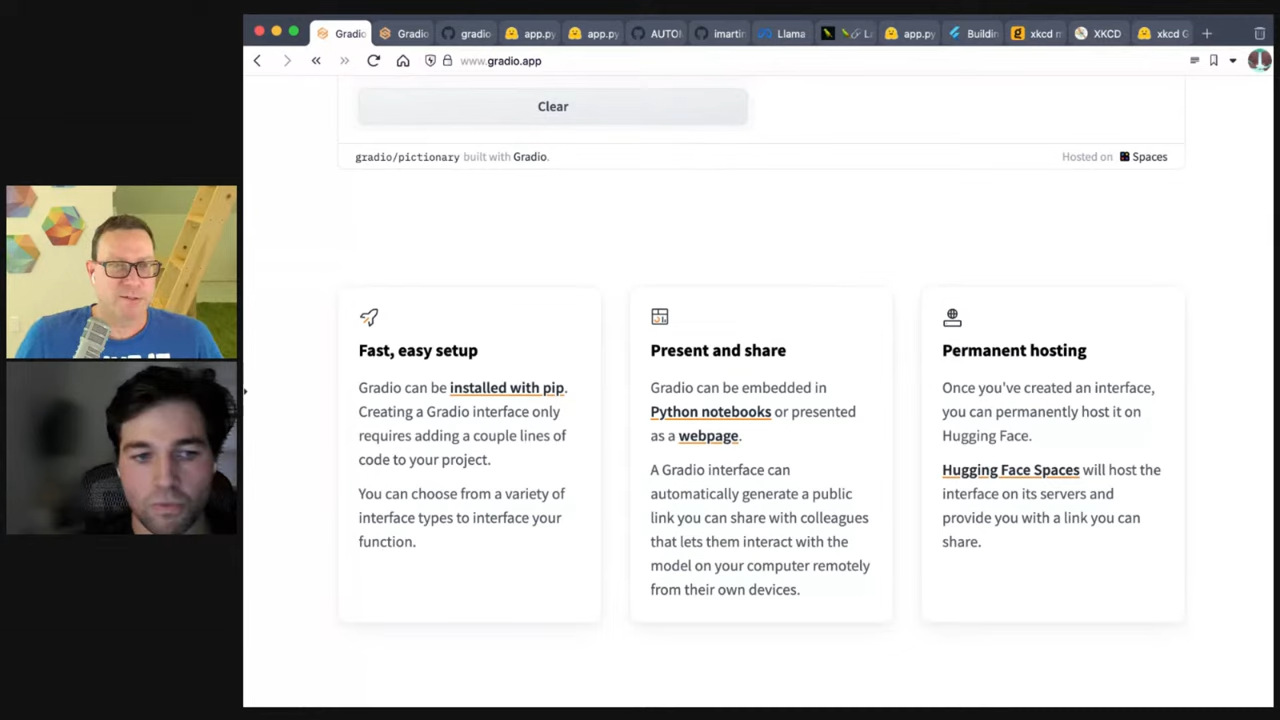 Gradio
Gradio
gradio
app.py
app.py
AUTO
imartin
Llama
app.py
Buildin
xkcd m
XKCD
xkcd G
www.gradio.app
Clear
gradio/pictionary built with Gradio.
Hosted on Spaces
Fast, easy setup
Gradio can be installed with pip.
Creating a Gradio interface only
requires adding a couple lines of
code to your project.
You can choose from a variety of
interface types to interface your
function.
Present and share
Gradio can be embedded in
Python notebooks or presented
as a webpage.
A Gradio interface can
automatically generate a public
link you can share with colleagues
that lets them interact with the
model on your computer remotely
from their own devices.
Permanent hosting
Once you've created an interface,
you can permanently host it on
Hugging Face.
Hugging Face Spaces will host the
interface on its servers and
provide you with a link you can
share.